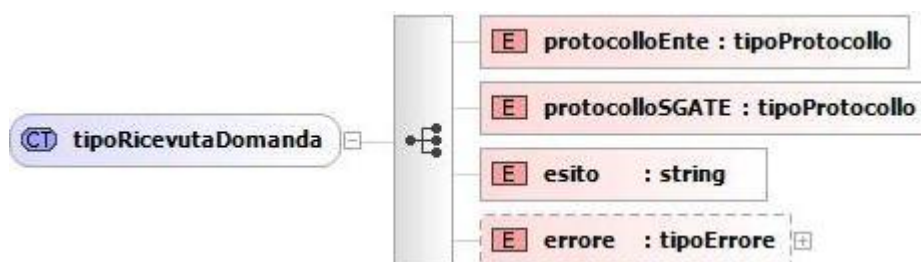 E protocolloEnte : tipoProtocollo
E protocolloSGATE : tipoProtocollo
CT tipoRicevutaDomanda
E esito : string
E errore : tipoErrore